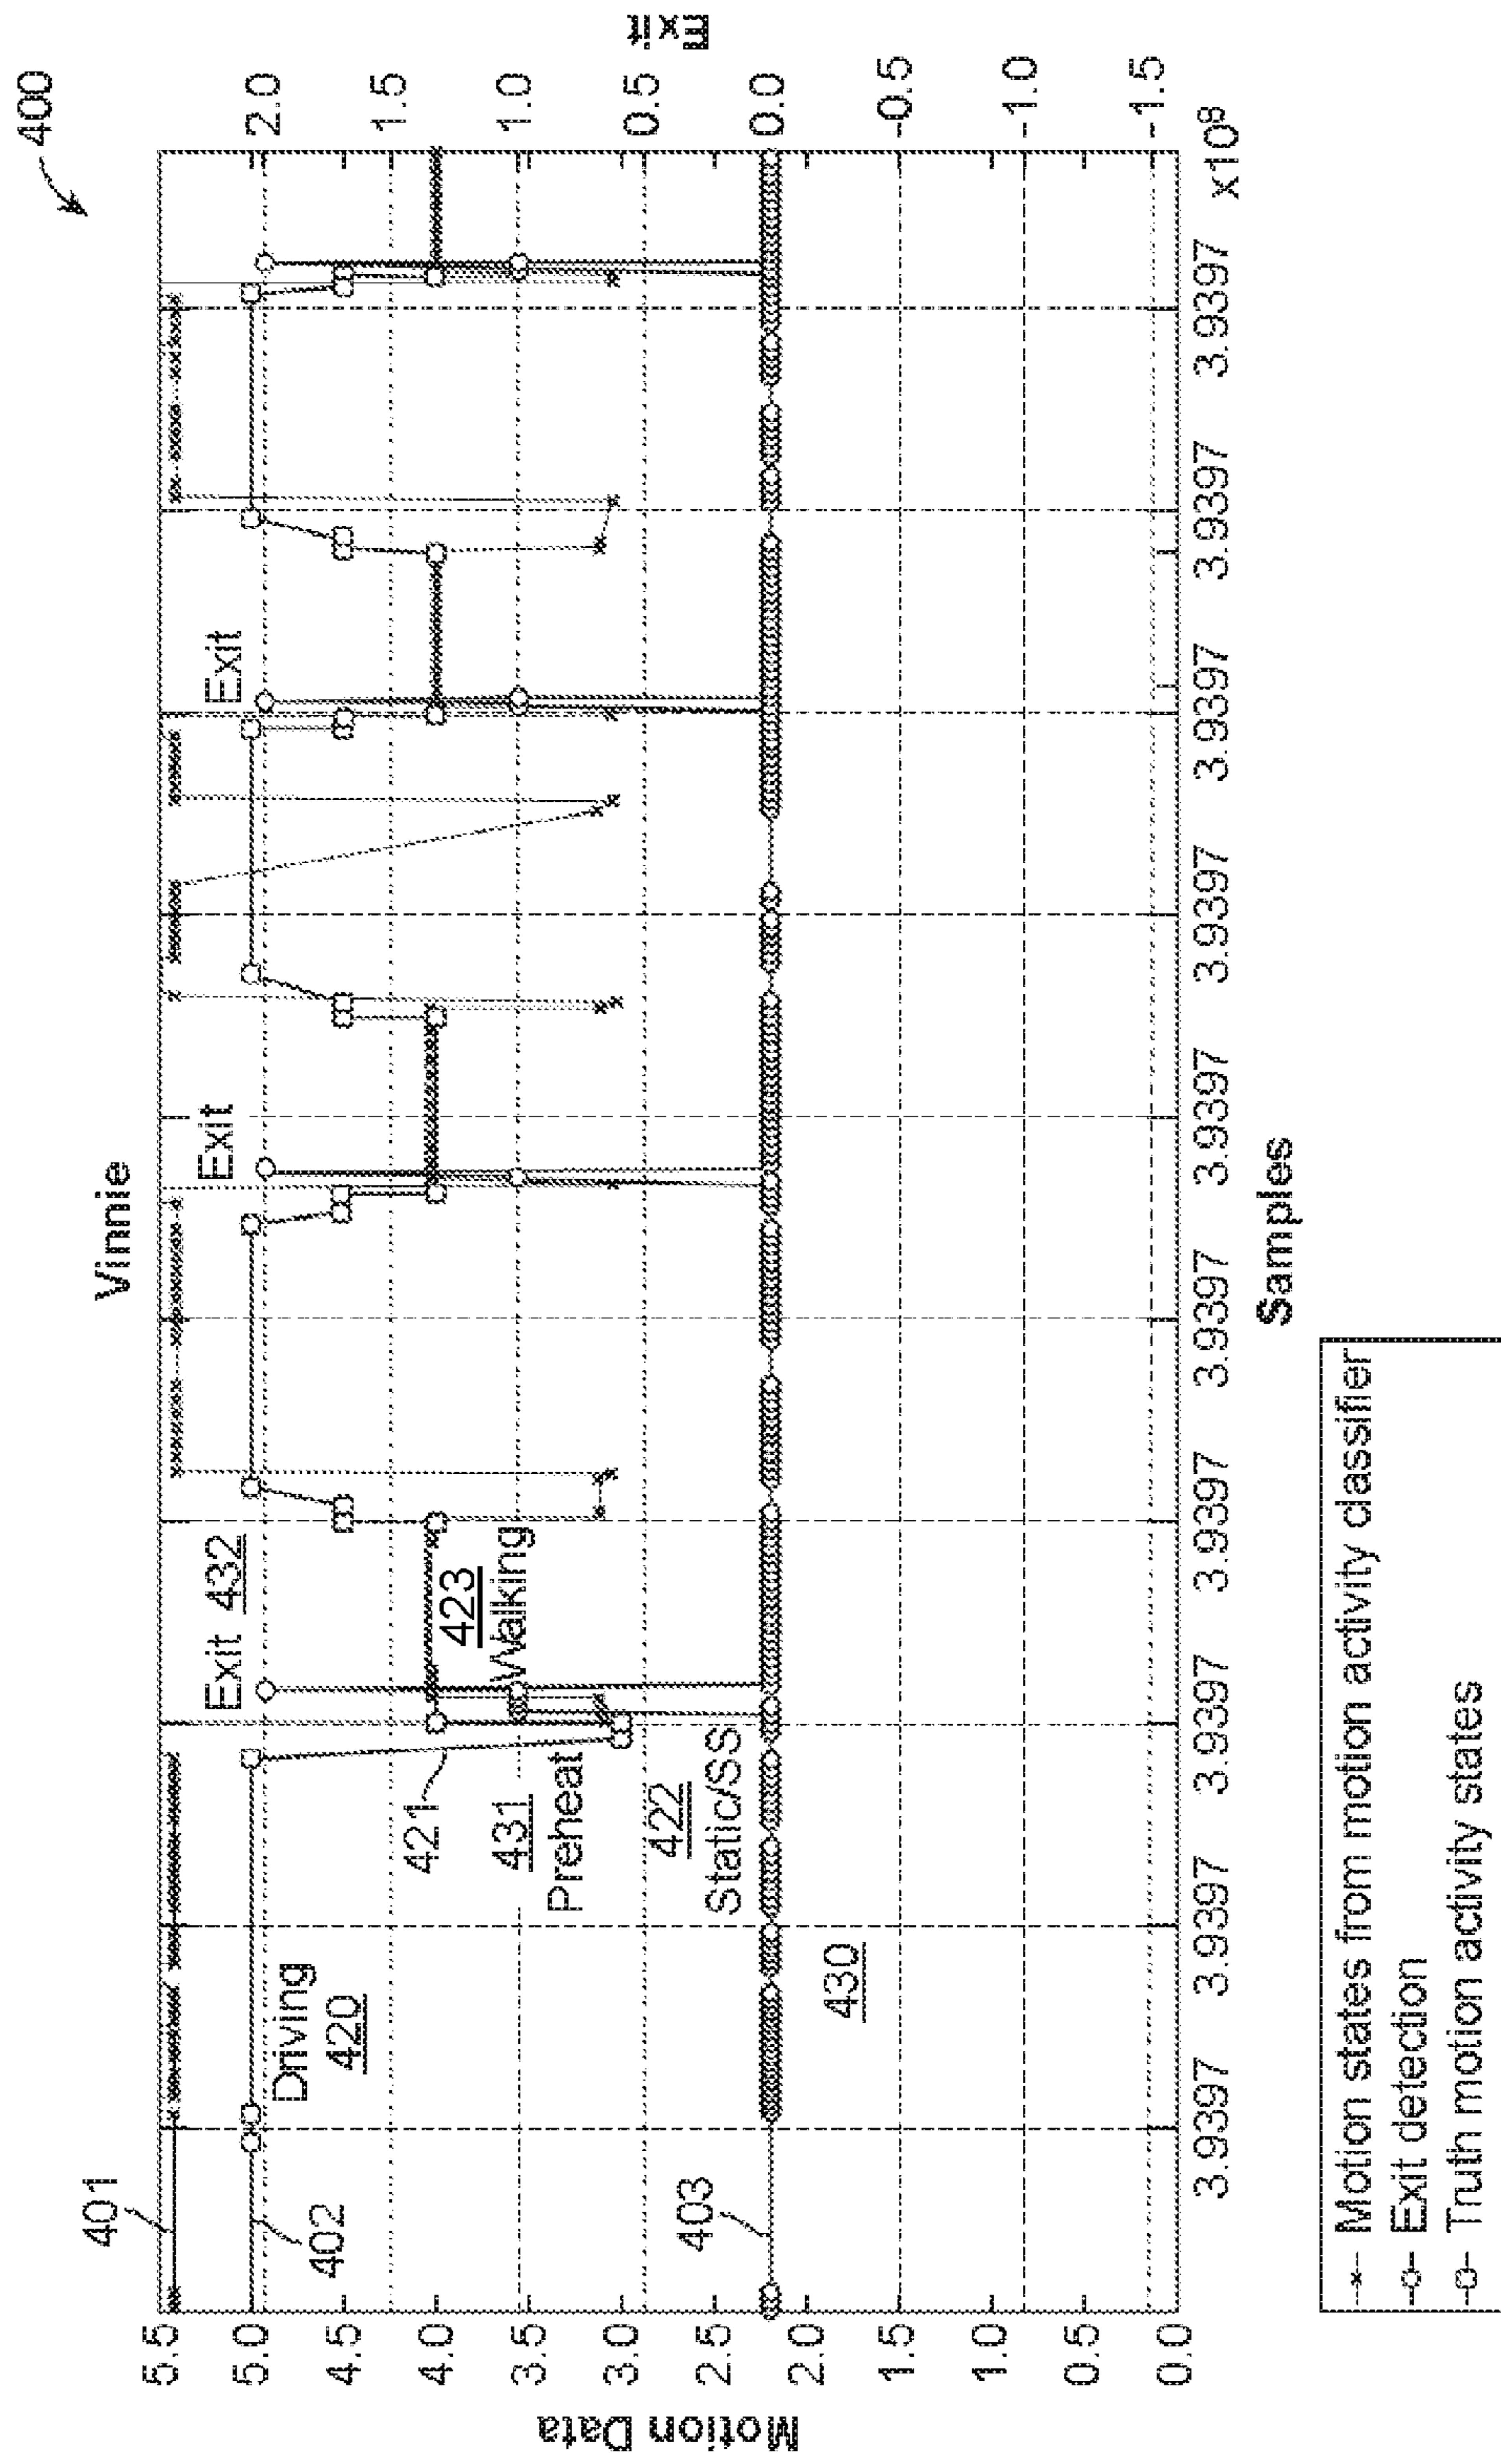 400
Vinnie
401
402
403
Driving
420
421
431
Preheat
422
Static/SS
430
Exit 432
423
Walking
Exit
Exit
Motion Data
5.5
5.0
4.5
4.0
3.5
3.0
2.5
2.0
1.5
1.0
0.5
0.0
Exit
2.0
1.5
1.0
0.5
0.0
-0.5
-1.0
-1.5
3.9397 3.9397 3.9397 3.9397 3.9397 3.9397 3.9397 3.9397 3.9397 3.9397
x10⁸
Samples
Motion states from motion activity classifier
Exit detection
Truth motion activity states